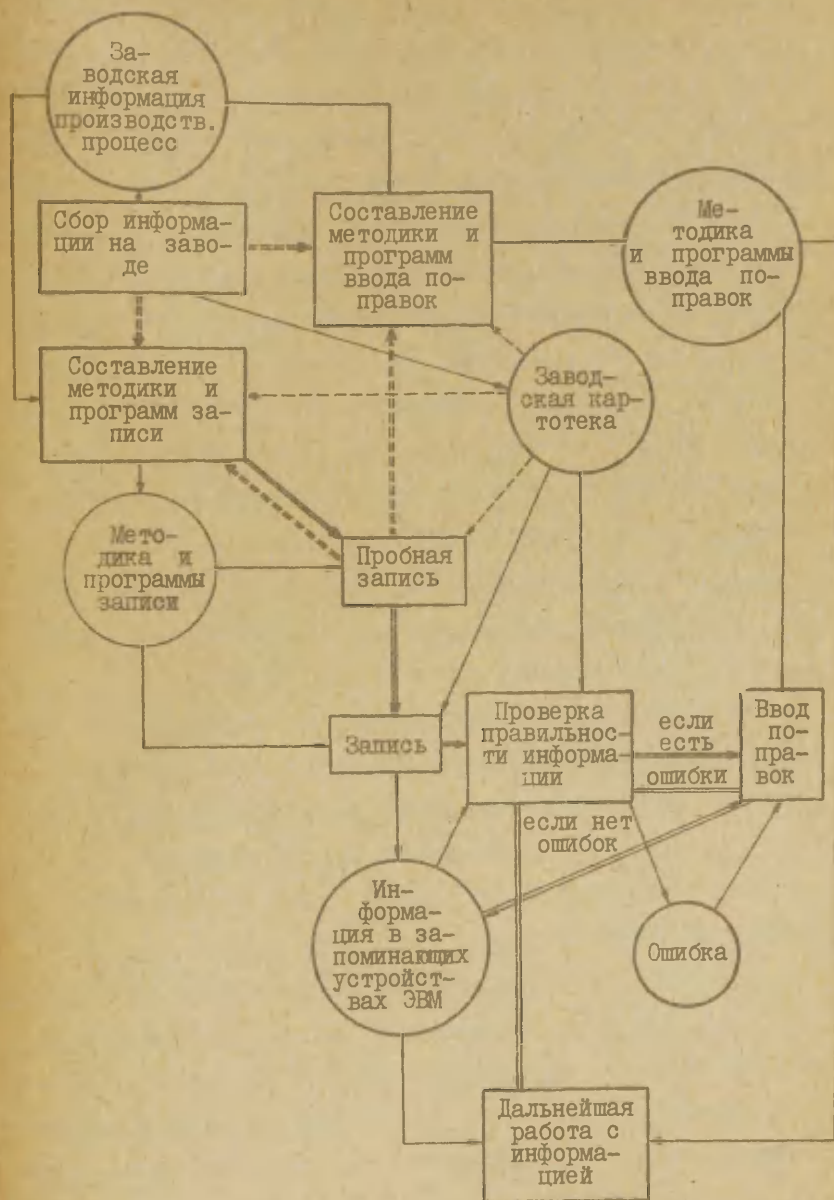 За-
водская
информация
производств.
процесс
Сбор информа-
ции на заво-
де
Составление
методики и
программ
ввода по-
правок
Ме-
тодика
и программы
ввода по-
правок
Составление
методики и
программ за-
писи
Завод-
ская кар-
тотека
Мето-
дика и
программы
записи
Пробная
запись
Запись
Проверка
правильнос-
ти информа-
ции
если
есть
ошибки
Ввод
по-
пра-
вок
если нет
ошибок
Ин-
форма-
ция в за-
поминающих
устройст-
вах ЭВМ
Ошибка
Дальнейшая
работа с
информа-
цией